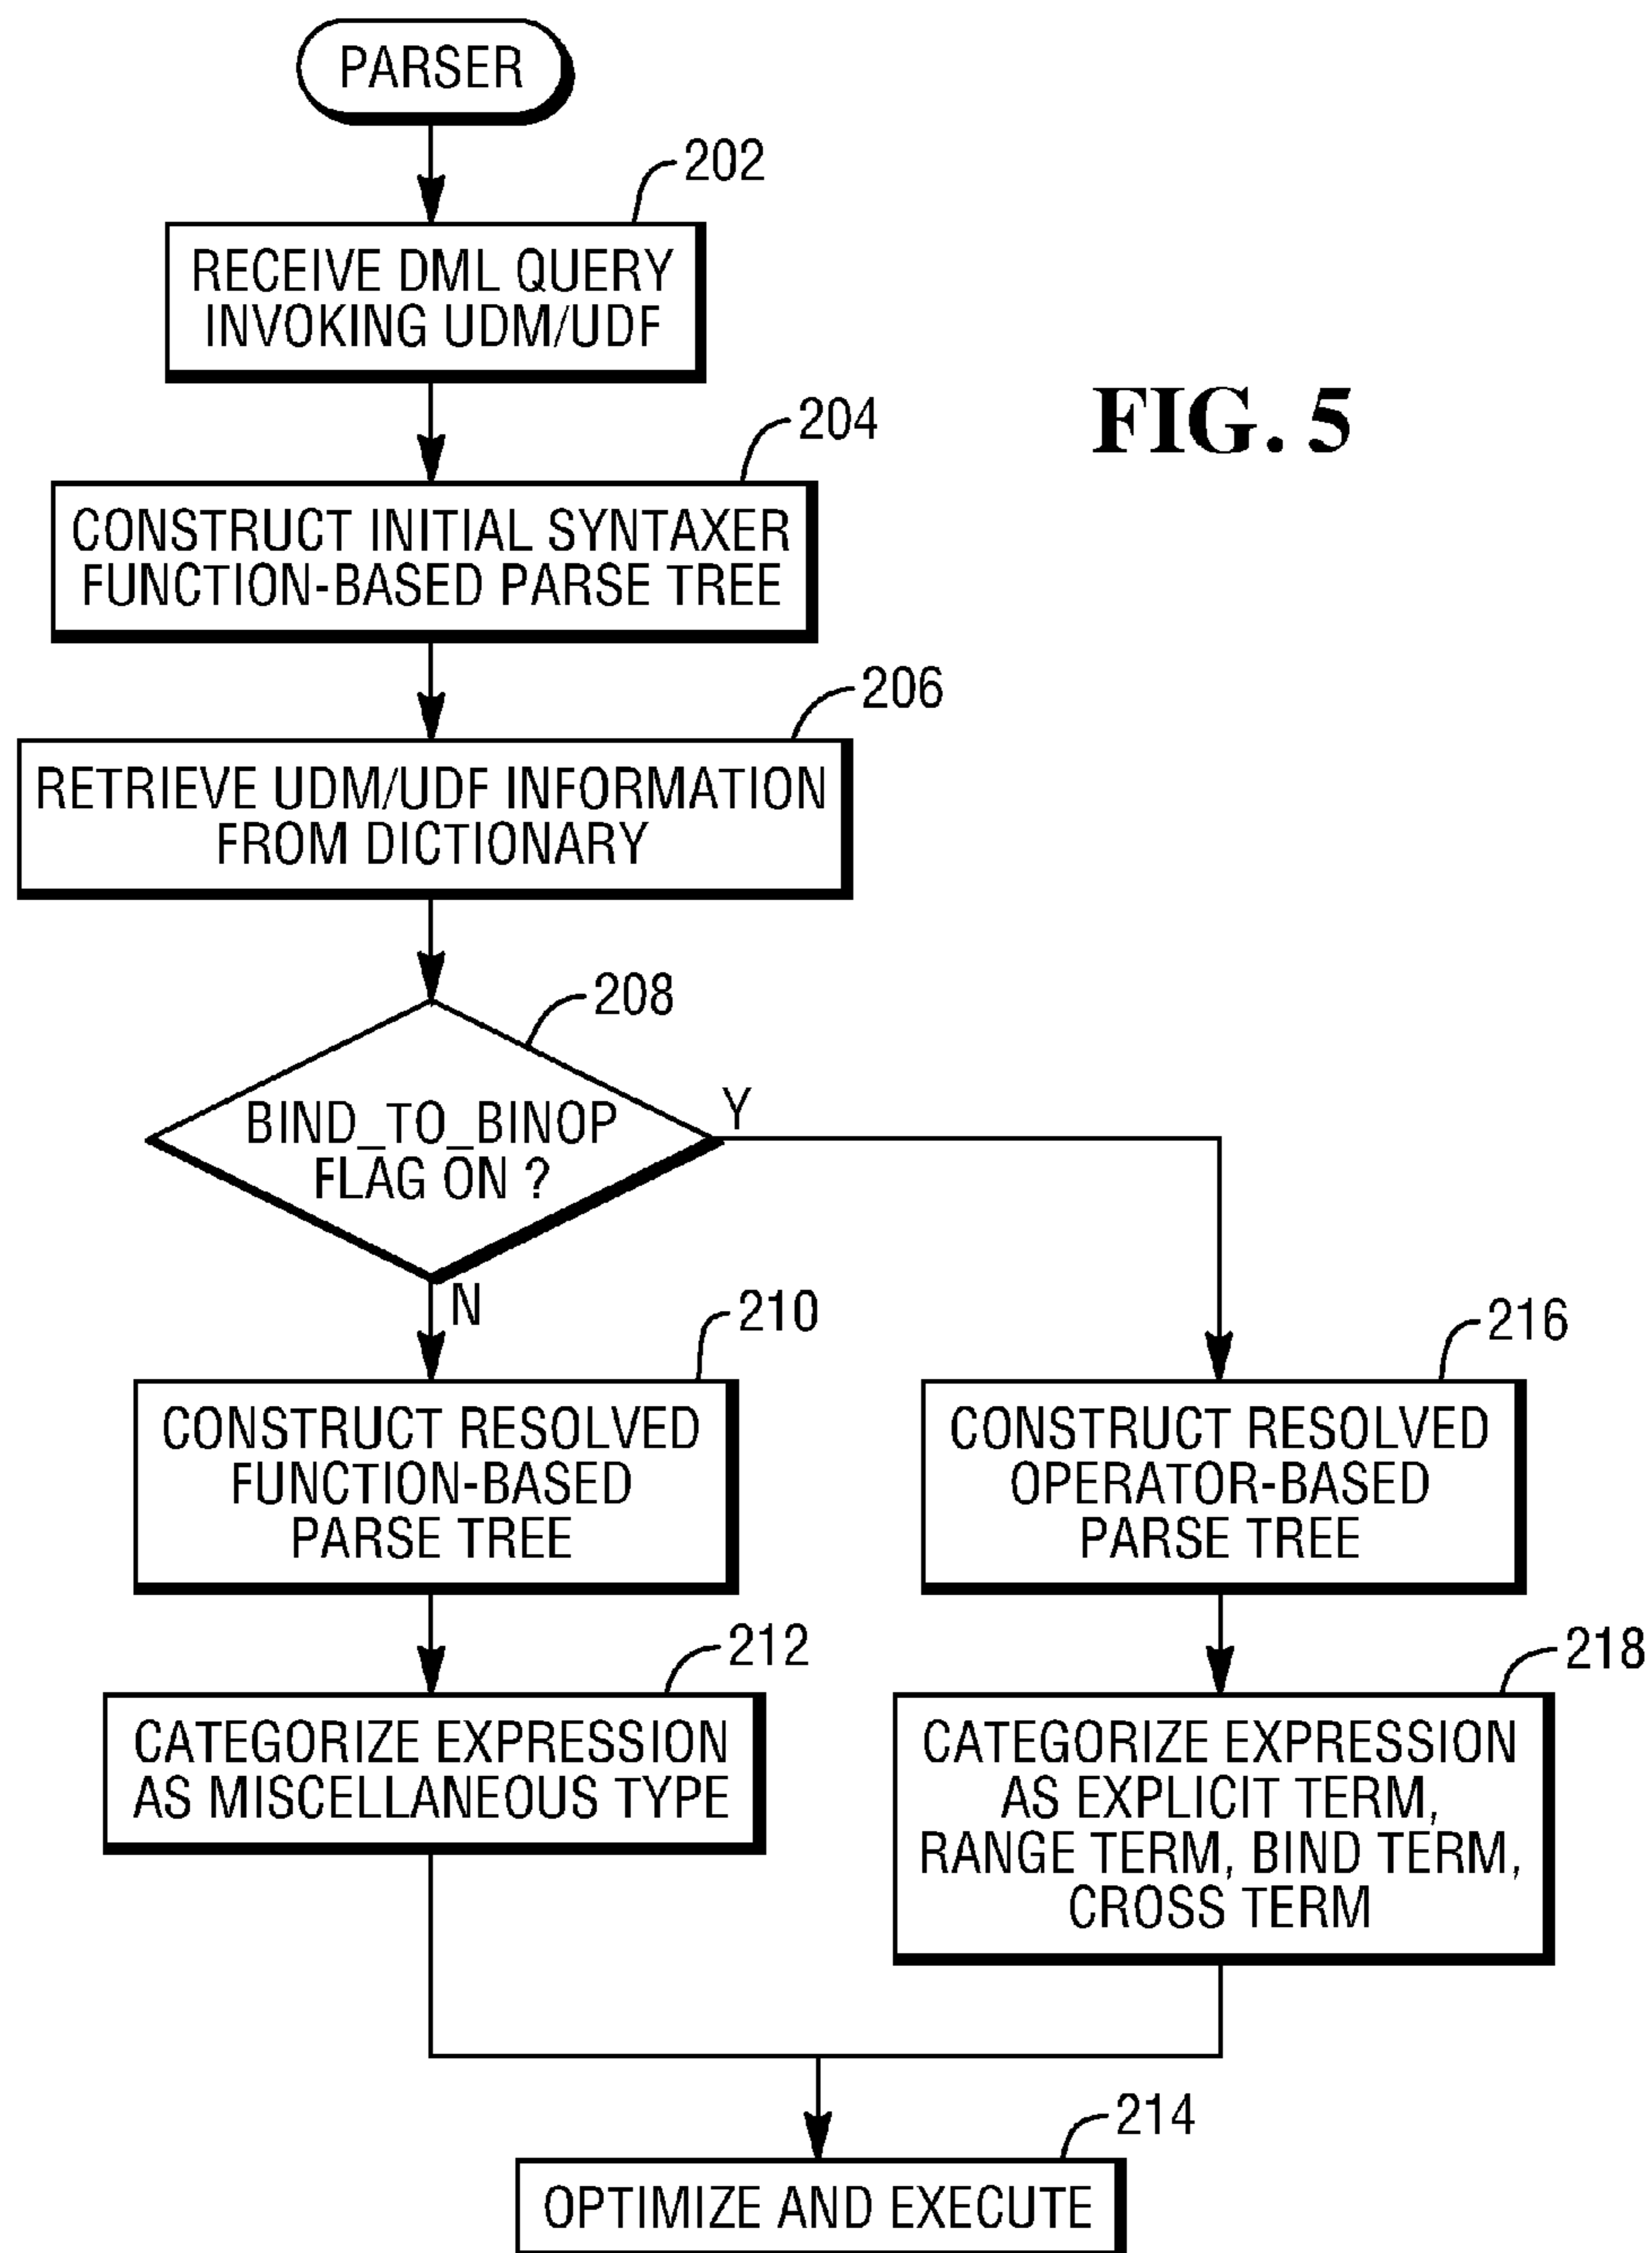 PARSER
202
RECEIVE DML QUERY
INVOKING UDM/UDF
FIG. 5
204
CONSTRUCT INITIAL SYNTAXER
FUNCTION-BASED PARSE TREE
206
RETRIEVE UDM/UDF INFORMATION
FROM DICTIONARY
208
BIND_TO_BINOP
FLAG ON ?
Y
N
210
CONSTRUCT RESOLVED
FUNCTION-BASED
PARSE TREE
216
CONSTRUCT RESOLVED
OPERATOR-BASED
PARSE TREE
212
CATEGORIZE EXPRESSION
AS MISCELLANEOUS TYPE
218
CATEGORIZE EXPRESSION
AS EXPLICIT TERM,
RANGE TERM, BIND TERM,
CROSS TERM
214
OPTIMIZE AND EXECUTE